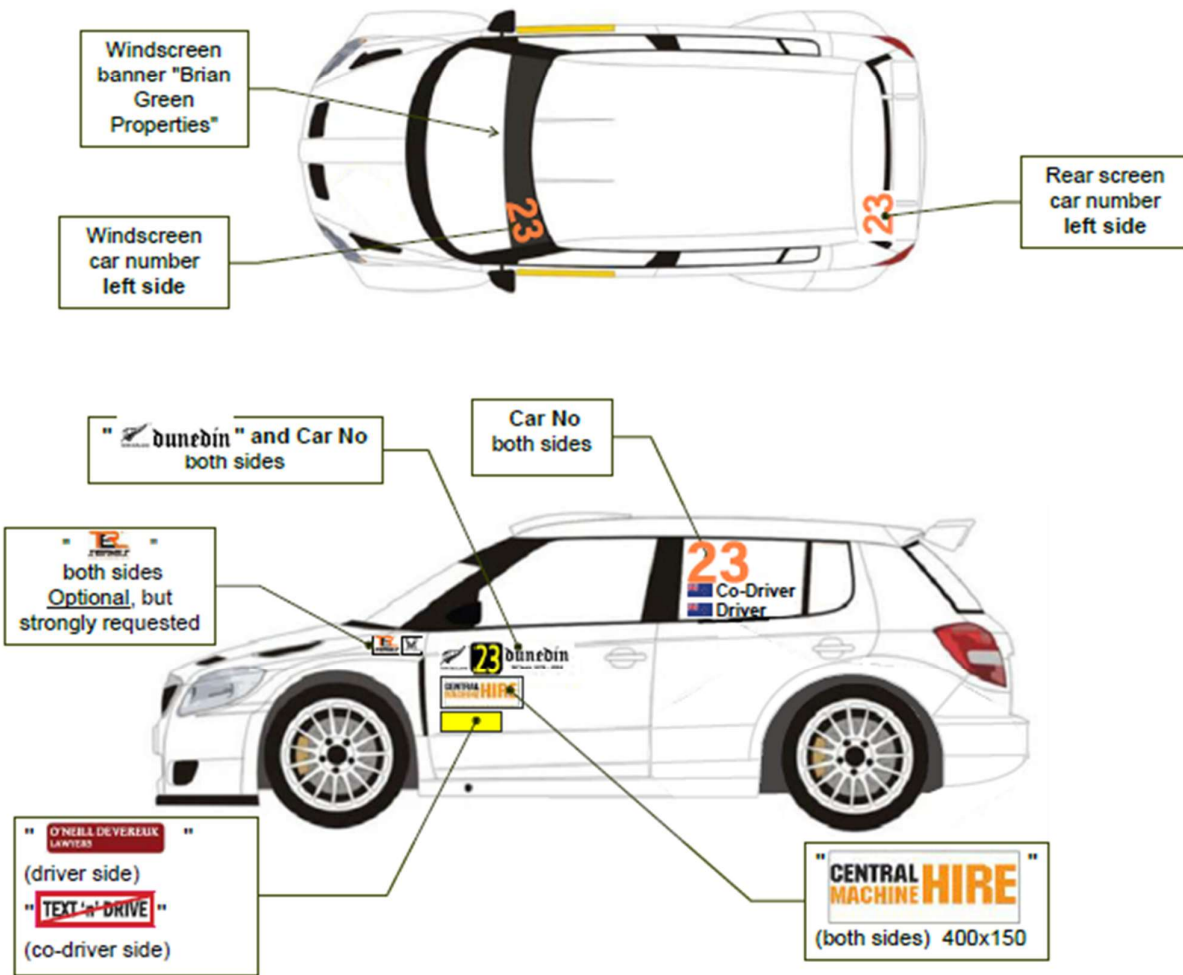 Windscreen
banner "Brian
Green
Properties"
Windscreen
car number
left side
23
23
Rear screen
car number
left side
" dunedin " and Car No
both sides
Car No
both sides
" "
both sides
Optional, but
strongly requested
23
Co-Driver
Driver
23 dunedin
CENTRAL
MACHINE HIRE
" O'NEILL DEVEREUX
LAWYERS "
(driver side)
" TEXT 'n' DRIVE "
(co-driver side)
" CENTRAL
MACHINE HIRE "
(both sides) 400x150